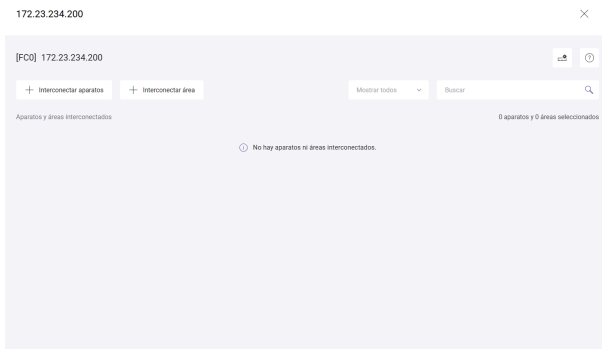 172.23.234.200
[FC0] 172.23.234.200
Interconectar aparatos
Interconectar área
Mostrar todos
Buscar
Aparatos y áreas interconectados
0 aparatos y 0 áreas seleccionados
No hay aparatos ni áreas interconectados.